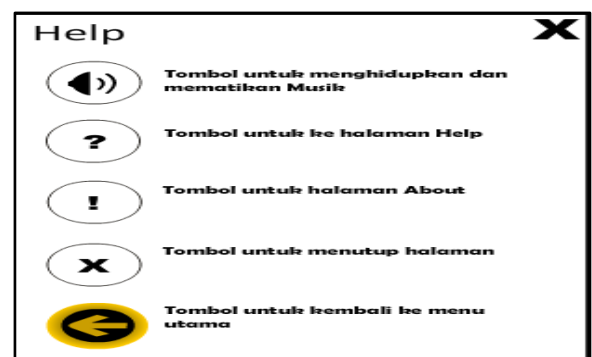 Help X
Tombol untuk menghidupkan dan
mematikan Musik
?
Tombol untuk ke halaman Help
!
Tombol untuk halaman About
X
Tombol untuk menutup halaman
Tombol untuk kembali ke menu
utama